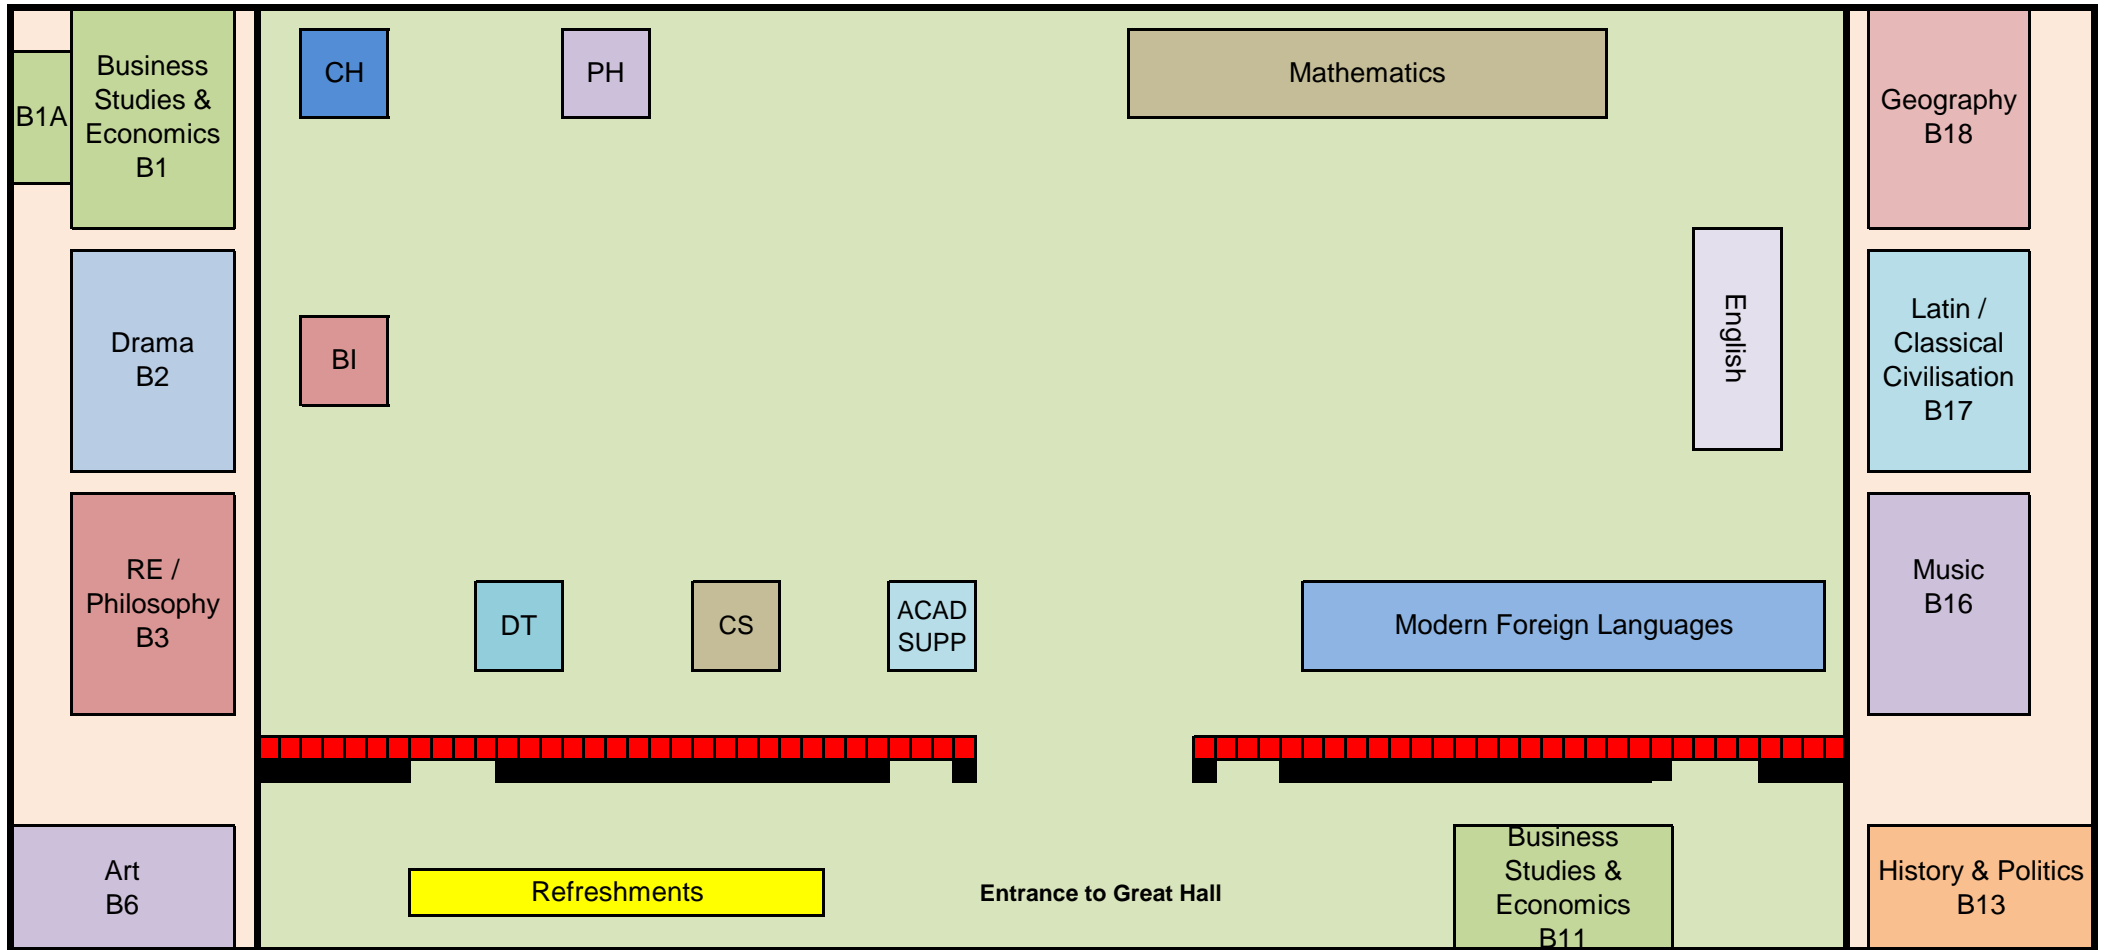 B1A
Business
Studies &
Economics
B1
CH
PH
Mathematics
Geography
B18
Drama
B2
BI
English
Latin /
Classical
Civilisation
B17
RE /
Philosophy
B3
DT
CS
ACAD
SUPP
Modern Foreign Languages
Music
B16
Art
B6
Refreshments
Entrance to Great Hall
Business
Studies &
Economics
B11
History & Politics
B13